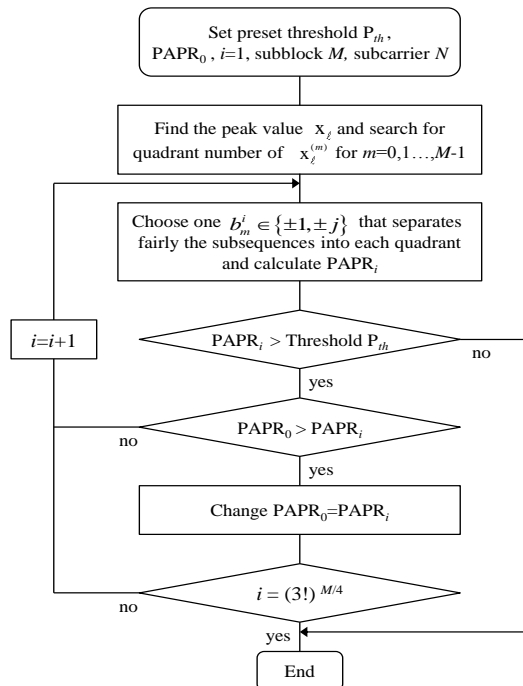 Set preset threshold P_th ,
PAPR_0 , i=1, subblock M, subcarrier N
Find the peak value x_ℓ and search for
quadrant number of x_ℓ^(m) for m=0,1…,M-1
Choose one b_m^i ∈ {±1, ± j} that separates
fairly the subsequences into each quadrant
and calculate PAPR_i
i=i+1
PAPR_i > Threshold P_th
no
yes
PAPR_0 > PAPR_i
no
yes
Change PAPR_0=PAPR_i
i = (3!)^M/4
no
yes
End